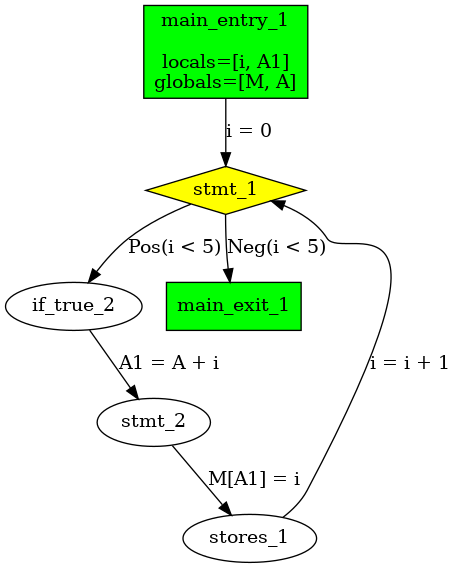 main_entry_1
locals=[i, A1]
globals=[M, A]
i = 0
stmt_1
Pos(i < 5)
Neg(i < 5)
if_true_2
main_exit_1
A1 = A + i
i = i + 1
stmt_2
M[A1] = i
stores_1